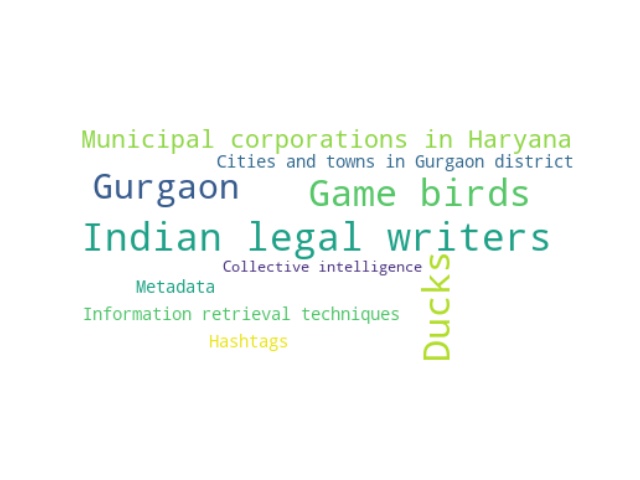 Municipal corporations in Haryana
Cities and towns in Gurgaon district
Gurgaon
Game birds
Indian legal writers
Collective intelligence
Ducks
Metadata
Information retrieval techniques
Hashtags